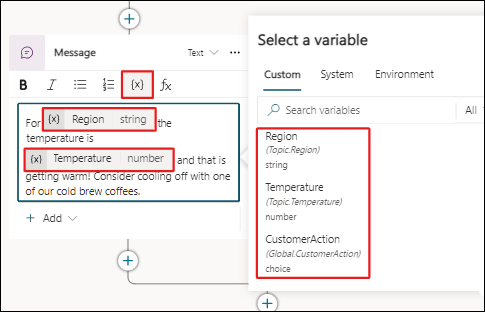 Message
Text
B I {x} fx
For {x} Region string the
temperature is
{x} Temperature number and that is
getting warm! Consider cooling off with one
of our cold brew coffees.
+ Add
Select a variable
Custom System Environment
Search variables All
Region
(Topic.Region)
string
Temperature
(Topic.Temperature)
number
CustomerAction
(Global.CustomerAction)
choice